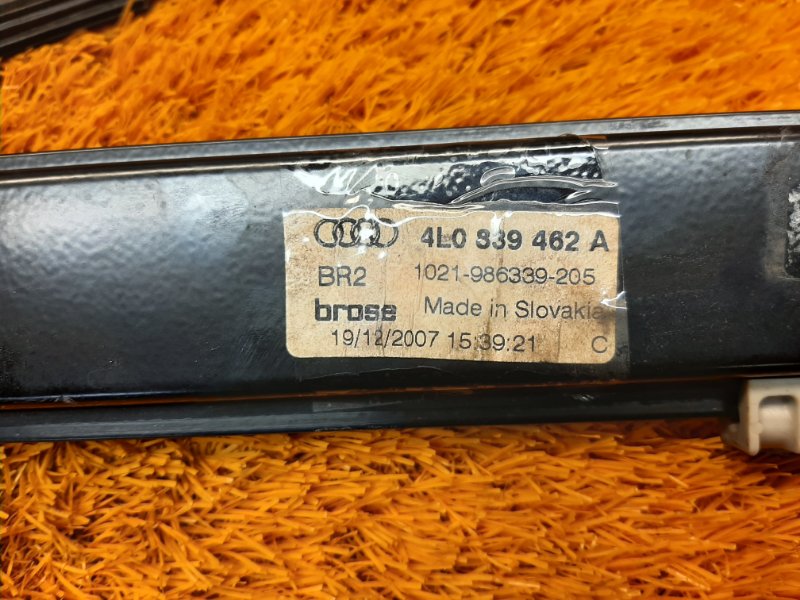 4L0 839 462 A
BR2 1021-986339-205
brose Made in Slovakia
19/12/2007 15:39:21 C